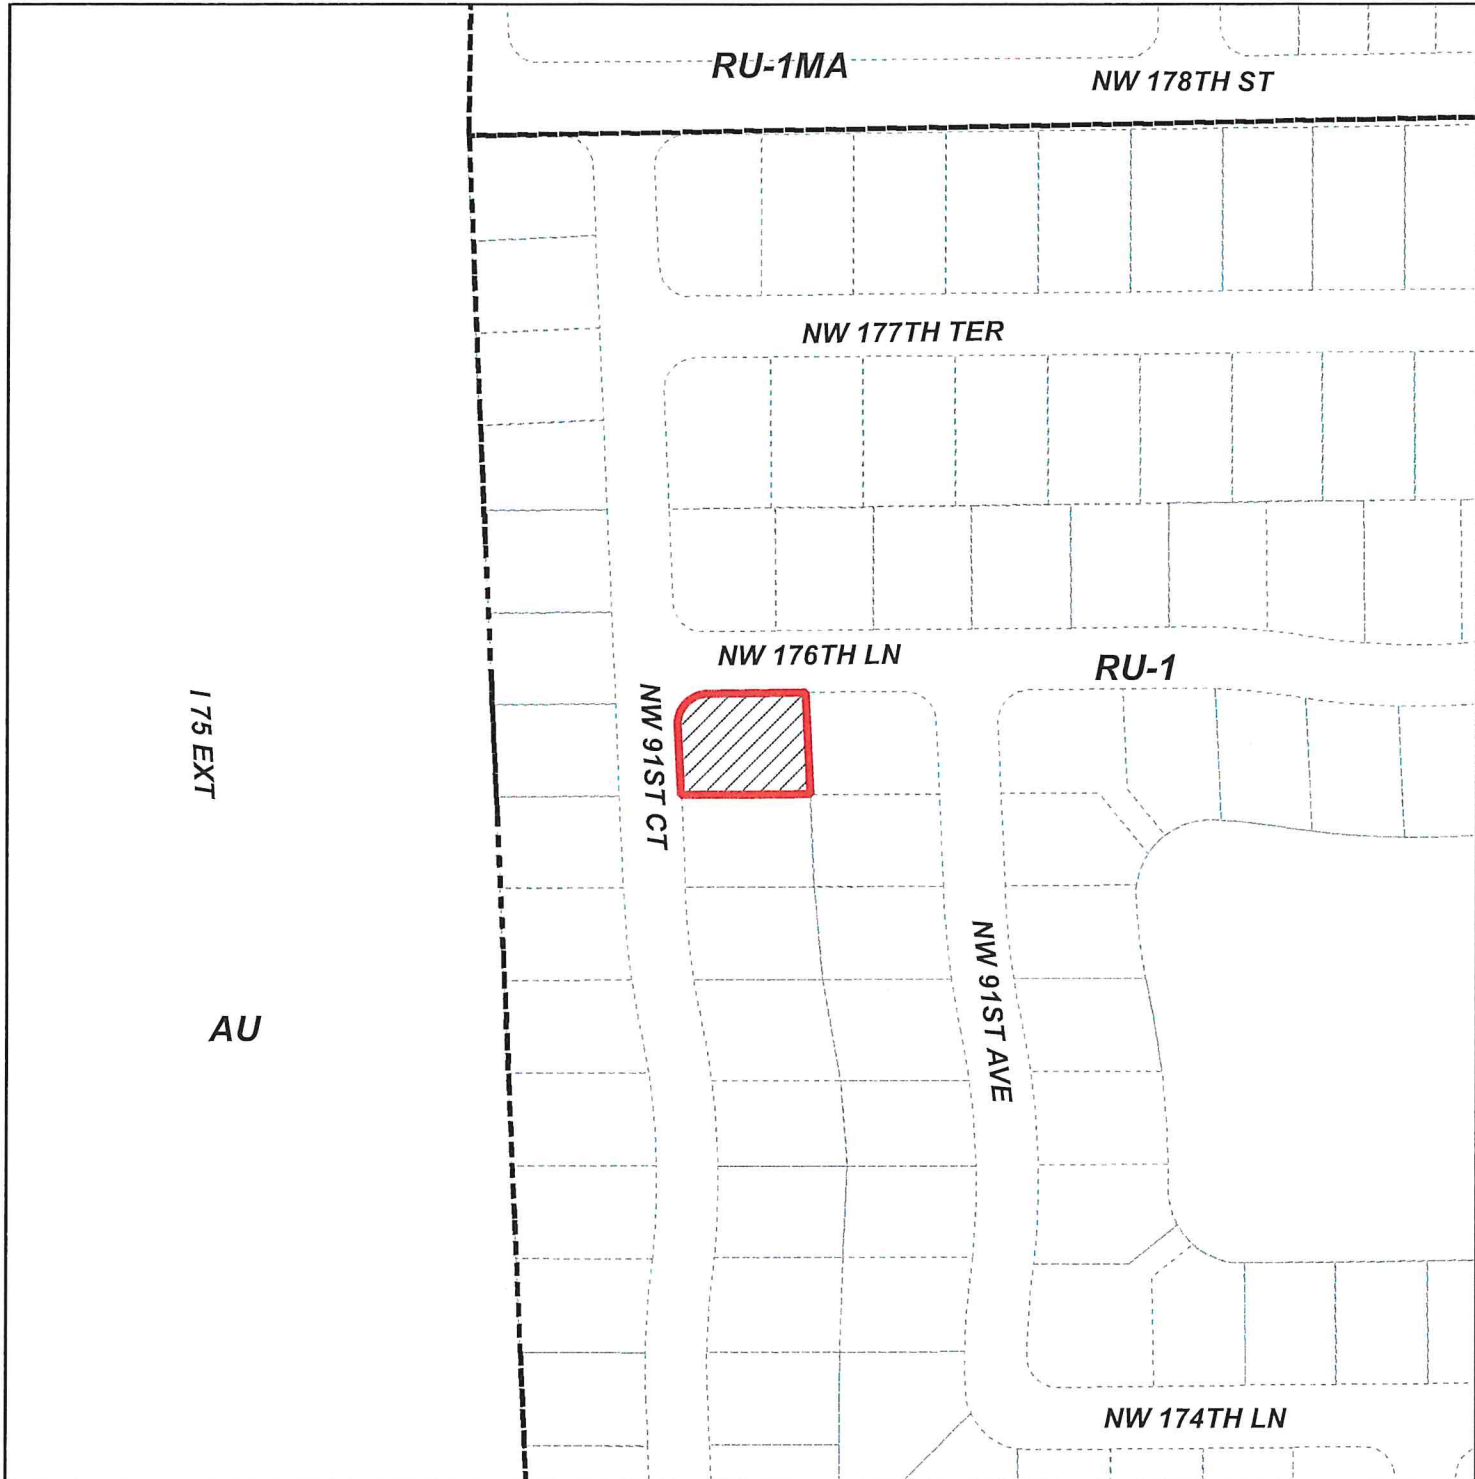 RU-1MA
NW 178TH ST
NW 177TH TER
NW 176TH LN
RU-1
NW 91ST CT
I 75 EXT
NW 91ST AVE
AU
NW 174TH LN